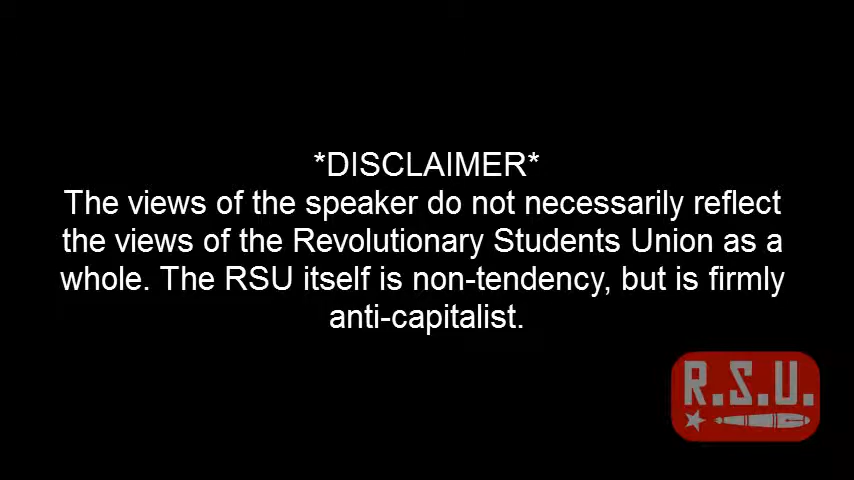 *DISCLAIMER*
The views of the speaker do not necessarily reflect
the views of the Revolutionary Students Union as a
whole. The RSU itself is non-tendency, but is firmly
anti-capitalist.
R.S.U.